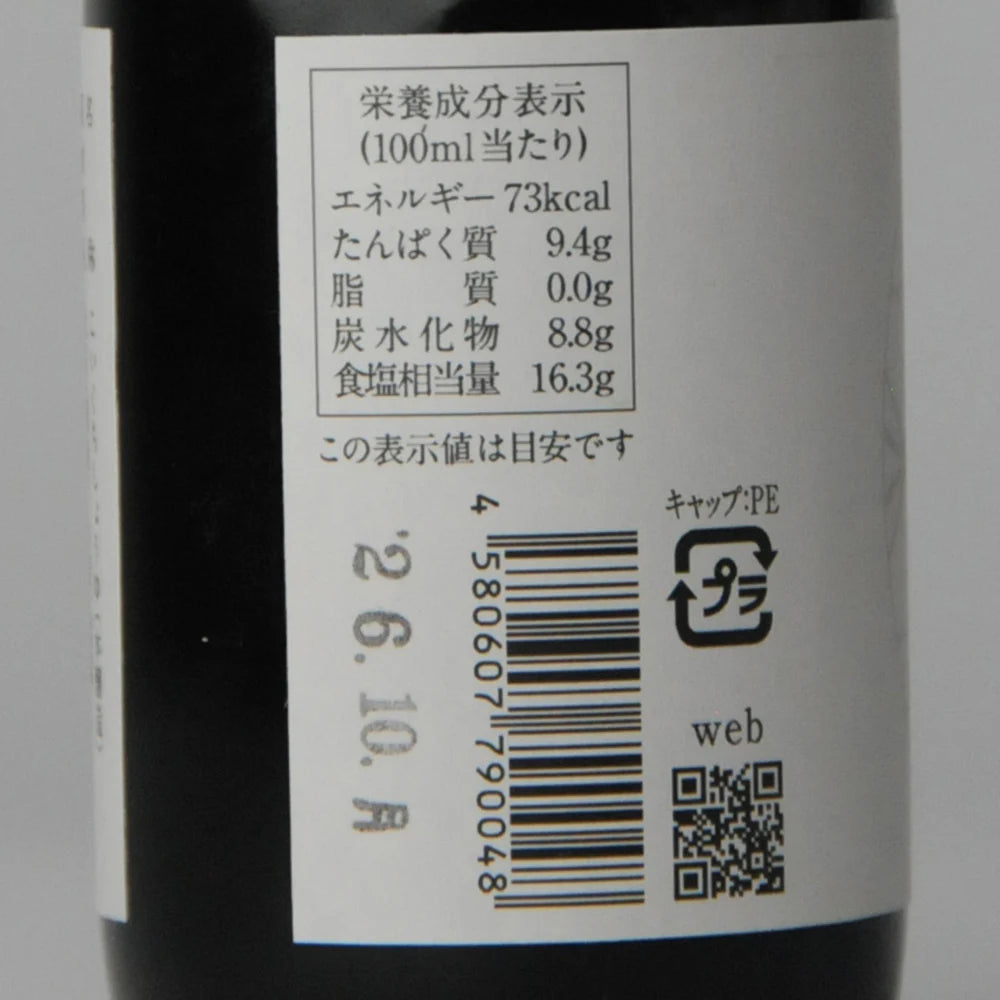 栄養成分表示
(100ml当たり)
エネルギー 73kcal
たんぱく質 9.4g
脂質 0.0g
炭水化物 8.8g
食塩相当量 16.3g
この表示値は目安です
'26.10.月
4 580607 790048
キャップ:PE
プラ
web